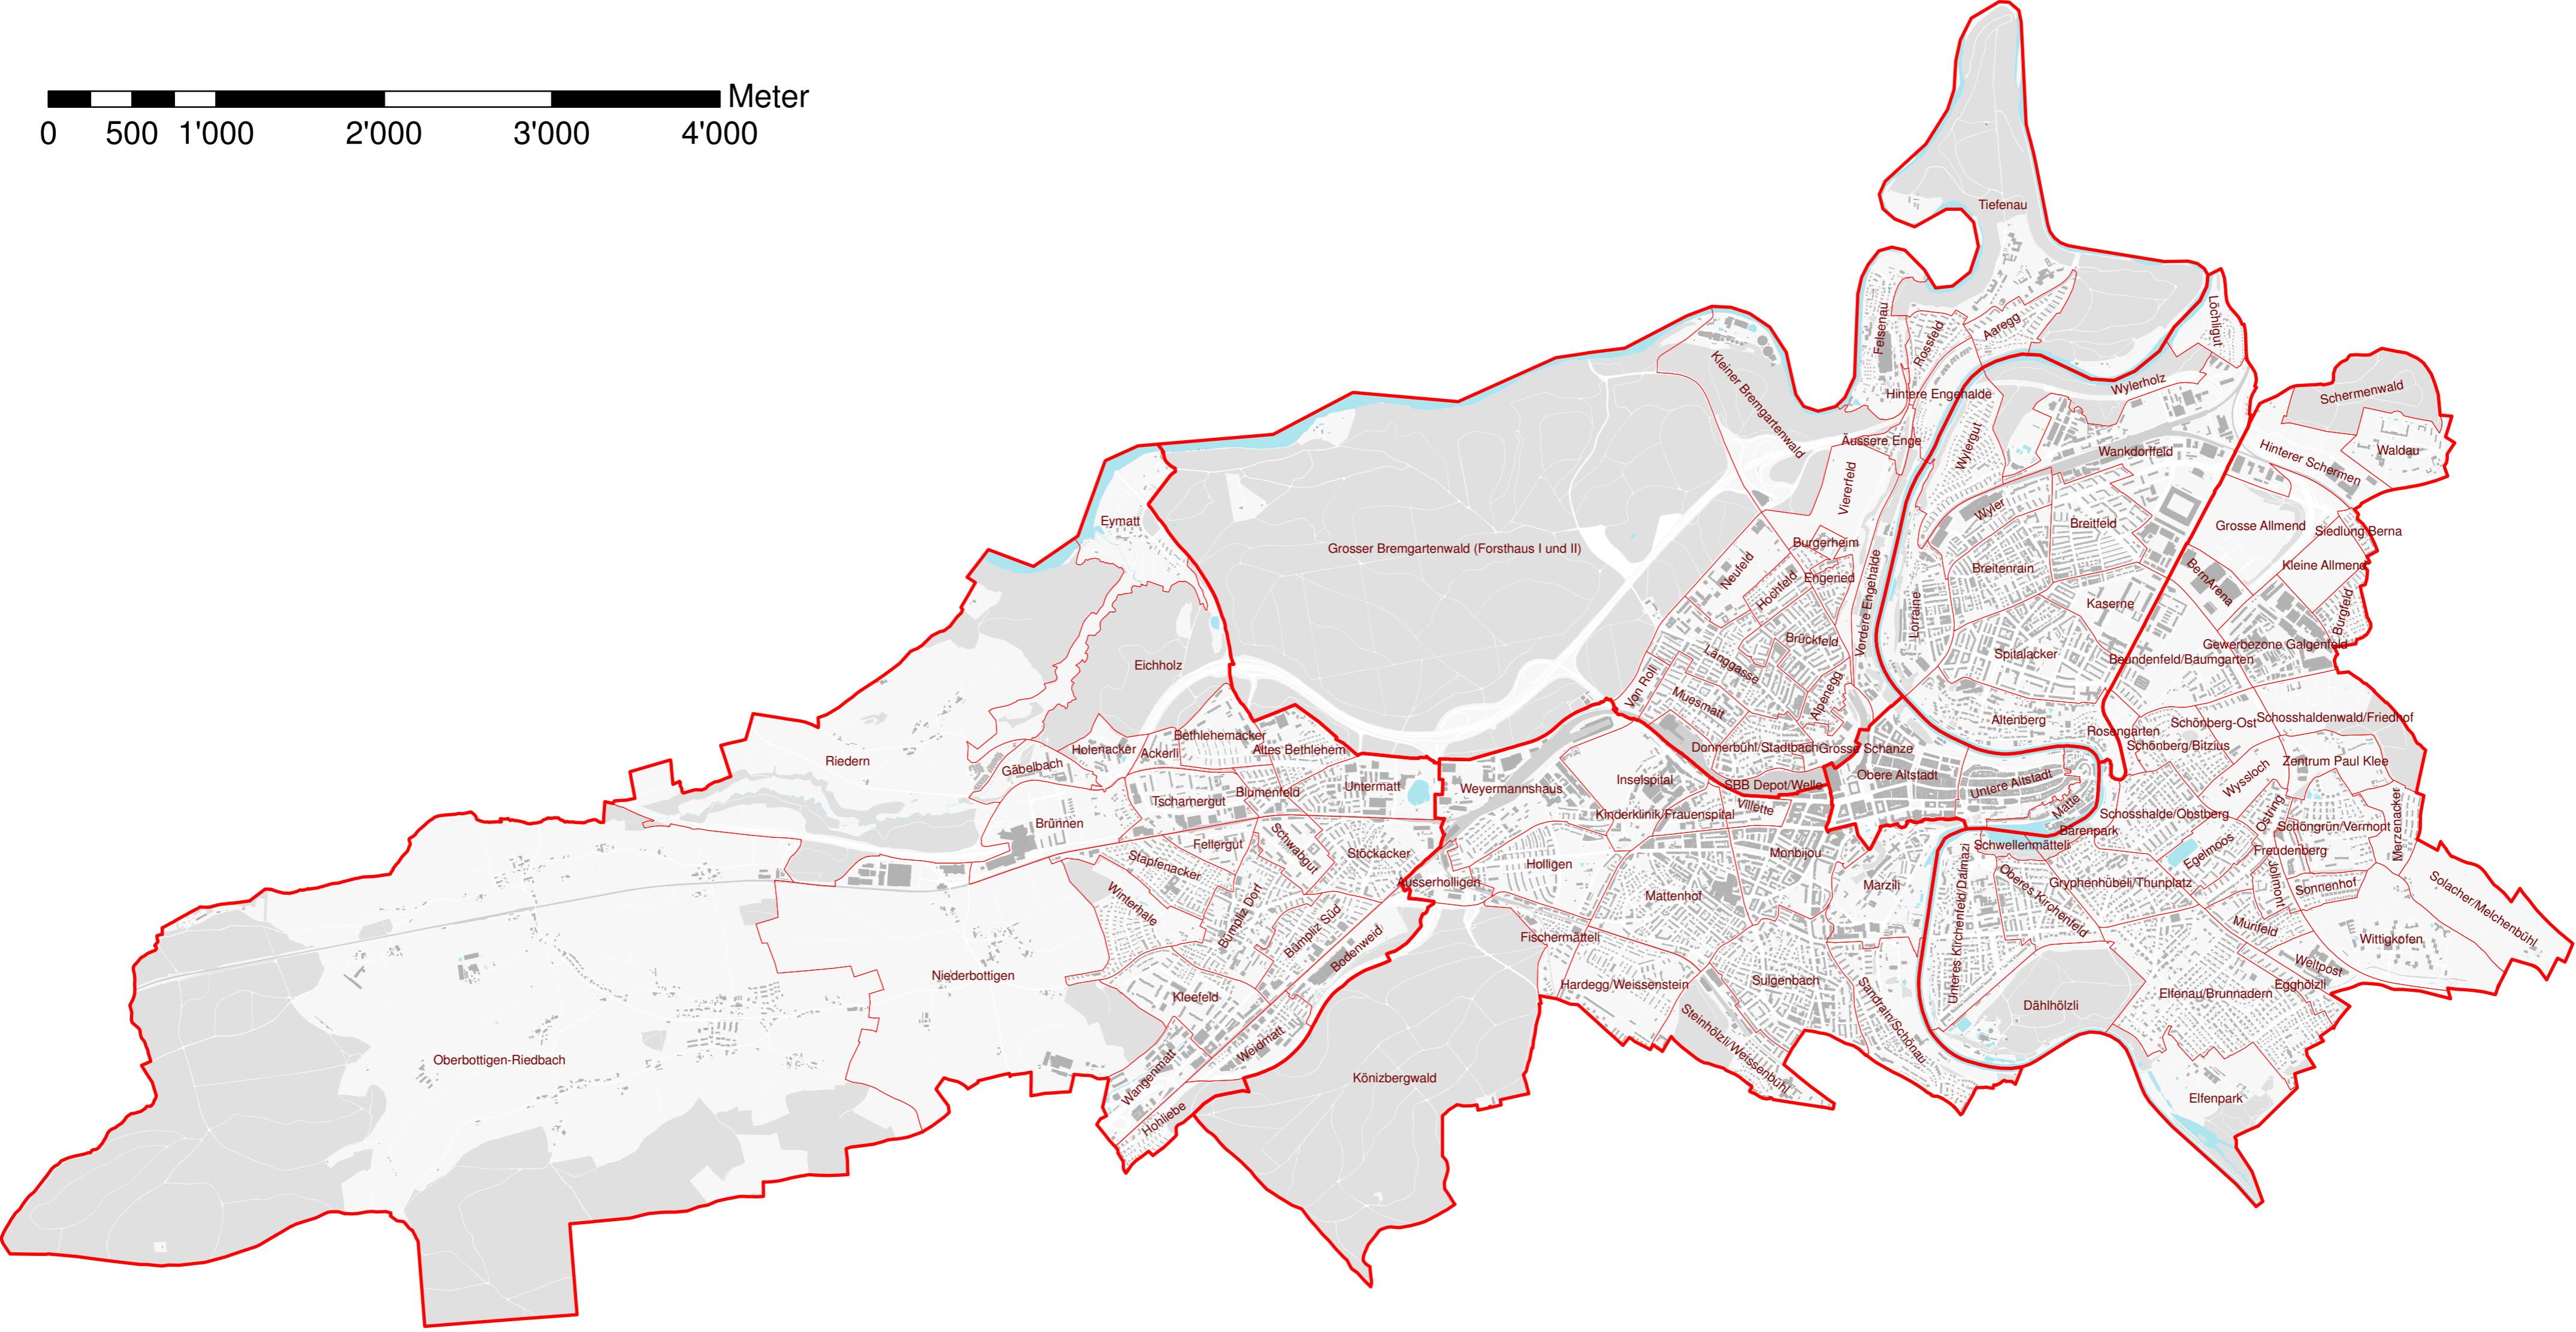 Meter
0 500 1'000 2'000 3'000 4'000
Tiefenau
Löchligut
Felsenau
Rossfeld
Aaregg
Kleiner Bremgartenwald
Hintere Engehalde
Wylerholz
Schermenwald
Äussere Enge
Wylergut
Wankdorffeld
Hinterer Schermen
Waldau
Viererfeld
Eymatt
Wyler
Breitfeld
Grosse Allmend
Siedlung Berna
Grosser Bremgartenwald (Forsthaus I und II)
Burgerheim
Neufeld
Hochfeld
Engeried
Vordere Engehalde
Breitenrain
BernArena
Kleine Allmend
Lorraine
Kaserne
Burgfeld
Brückfeld
Länggasse
Spitalacker
Gewerbezone Galgenfeld
Beundenfeld/Baumgarten
Eichholz
Von Roll
Muesmatt
Alpenegg
Altenberg
Schönberg-Ost
Schosshaldenwald/Friedhof
Rosengarten
Schönberg/Bitzius
Bethlehemacker
Holenacker
Ackerli
Altes Bethlehem
Donnerbühl/Stadtbach
Grosse Schanze
Riedern
Gäbelbach
Zentrum Paul Klee
Wyssloch
Inselspital
Obere Altstadt
Untere Altstadt
SBB Depot/Welle
Untermatt
Weyermannshaus
Blumenfeld
Tscharnergut
Villette
Matte
Kinderklinik/Frauenspital
Schosshalde/Obstberg
Ostring
Merzenacker
Brünnen
Schöngrün/Vermont
Bärenpark
Fellergut
Schwabgut
Stöckacker
Monbijou
Schwellenmätteli
Egelmoos
Freudenberg
Stapfenacker
Holligen
Ausserholligen
Marzili
Oberes Kirchenfeld
Gryphenhübeli/Thunplatz
Jolimont
Sonnenhof
Solacher/Melchenbühl
Winterhale
Bümpliz Dorf
Mattenhof
Unteres Kirchenfeld/Dalmazi
Bümpliz Süd
Murifeld
Fischermätteli
Bodenweid
Wittigkofen
Weltpost
Niederbottigen
Sulgenbach
Hardegg/Weissenstein
Egghölzli
Kleefeld
Elfenau/Brunnadern
Dählhölzli
Sandrain/Schönau
Steinhölzli/Weissenbühl
Weidmatt
Oberbottigen-Riedbach
Wangenmatt
Könizbergwald
Elfenpark
Hohliebe